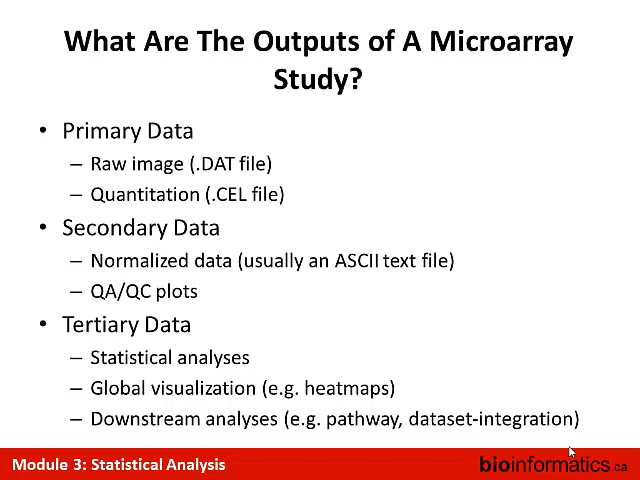 What Are The Outputs of A Microarray
Study?
• Primary Data
– Raw image (.DAT file)
– Quantitation (.CEL file)
• Secondary Data
– Normalized data (usually an ASCII text file)
– QA/QC plots
• Tertiary Data
– Statistical analyses
– Global visualization (e.g. heatmaps)
– Downstream analyses (e.g. pathway, dataset-integration)
Module 3: Statistical Analysis
bioinformatics.ca